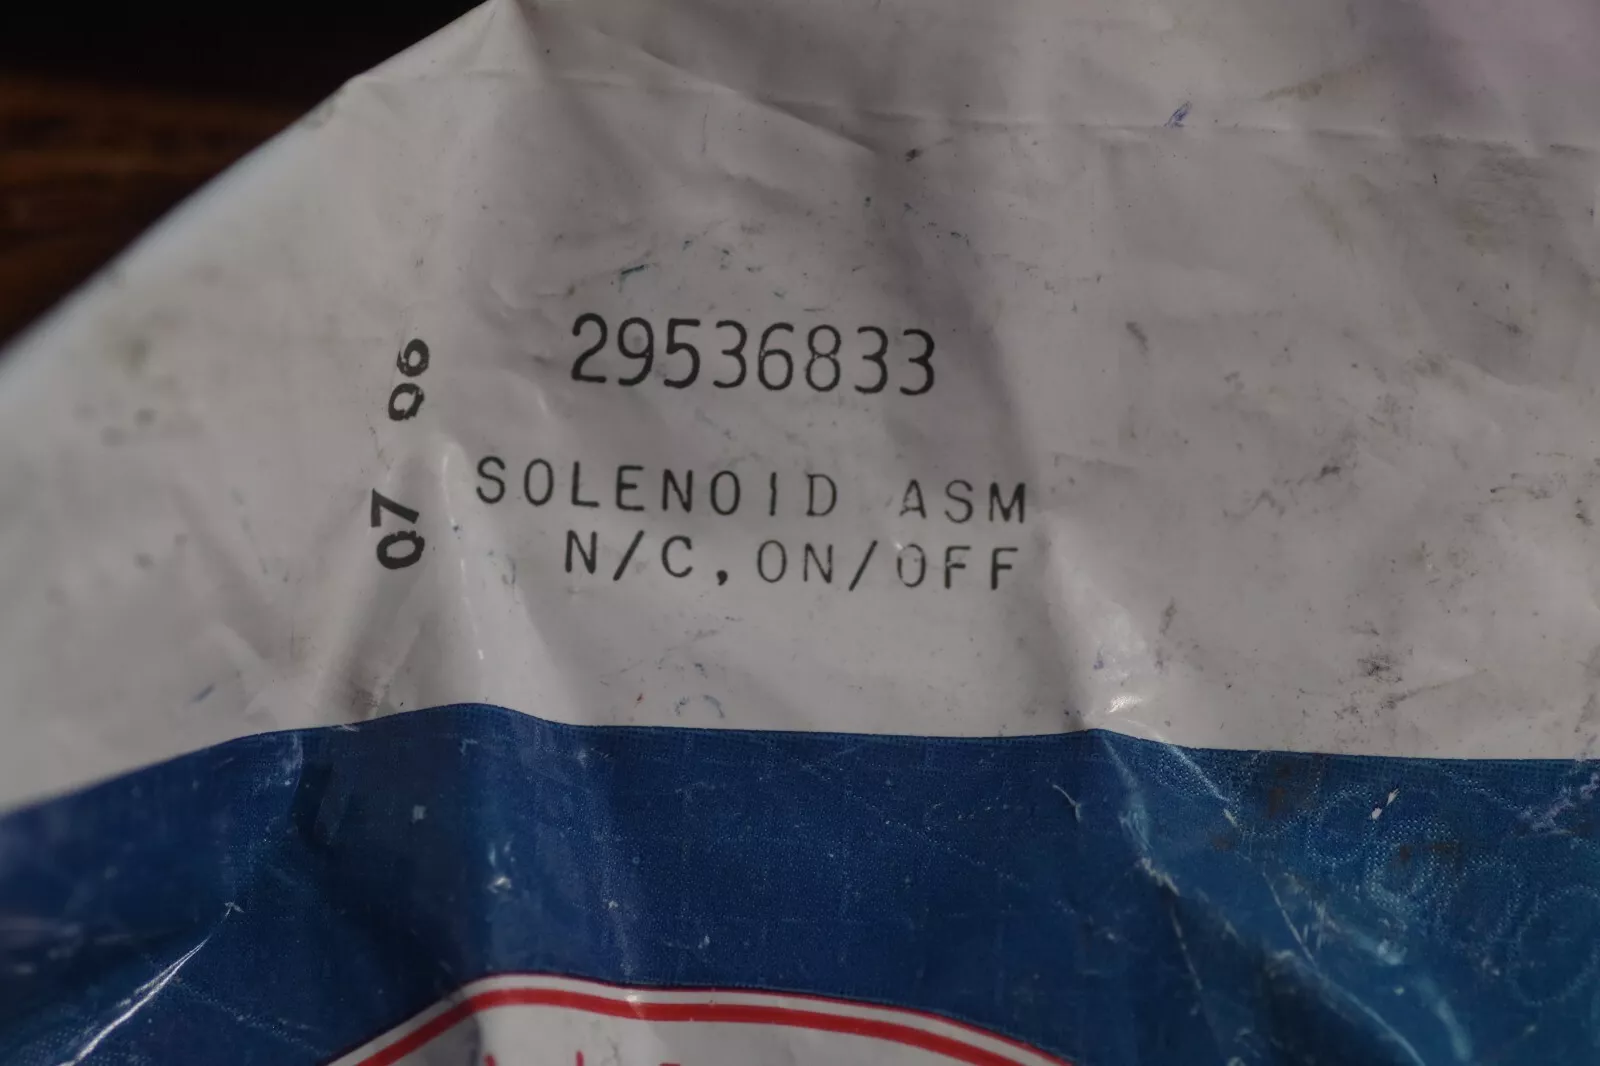 29536833
SOLENOID ASM
N/C, ON/OFF
07 06